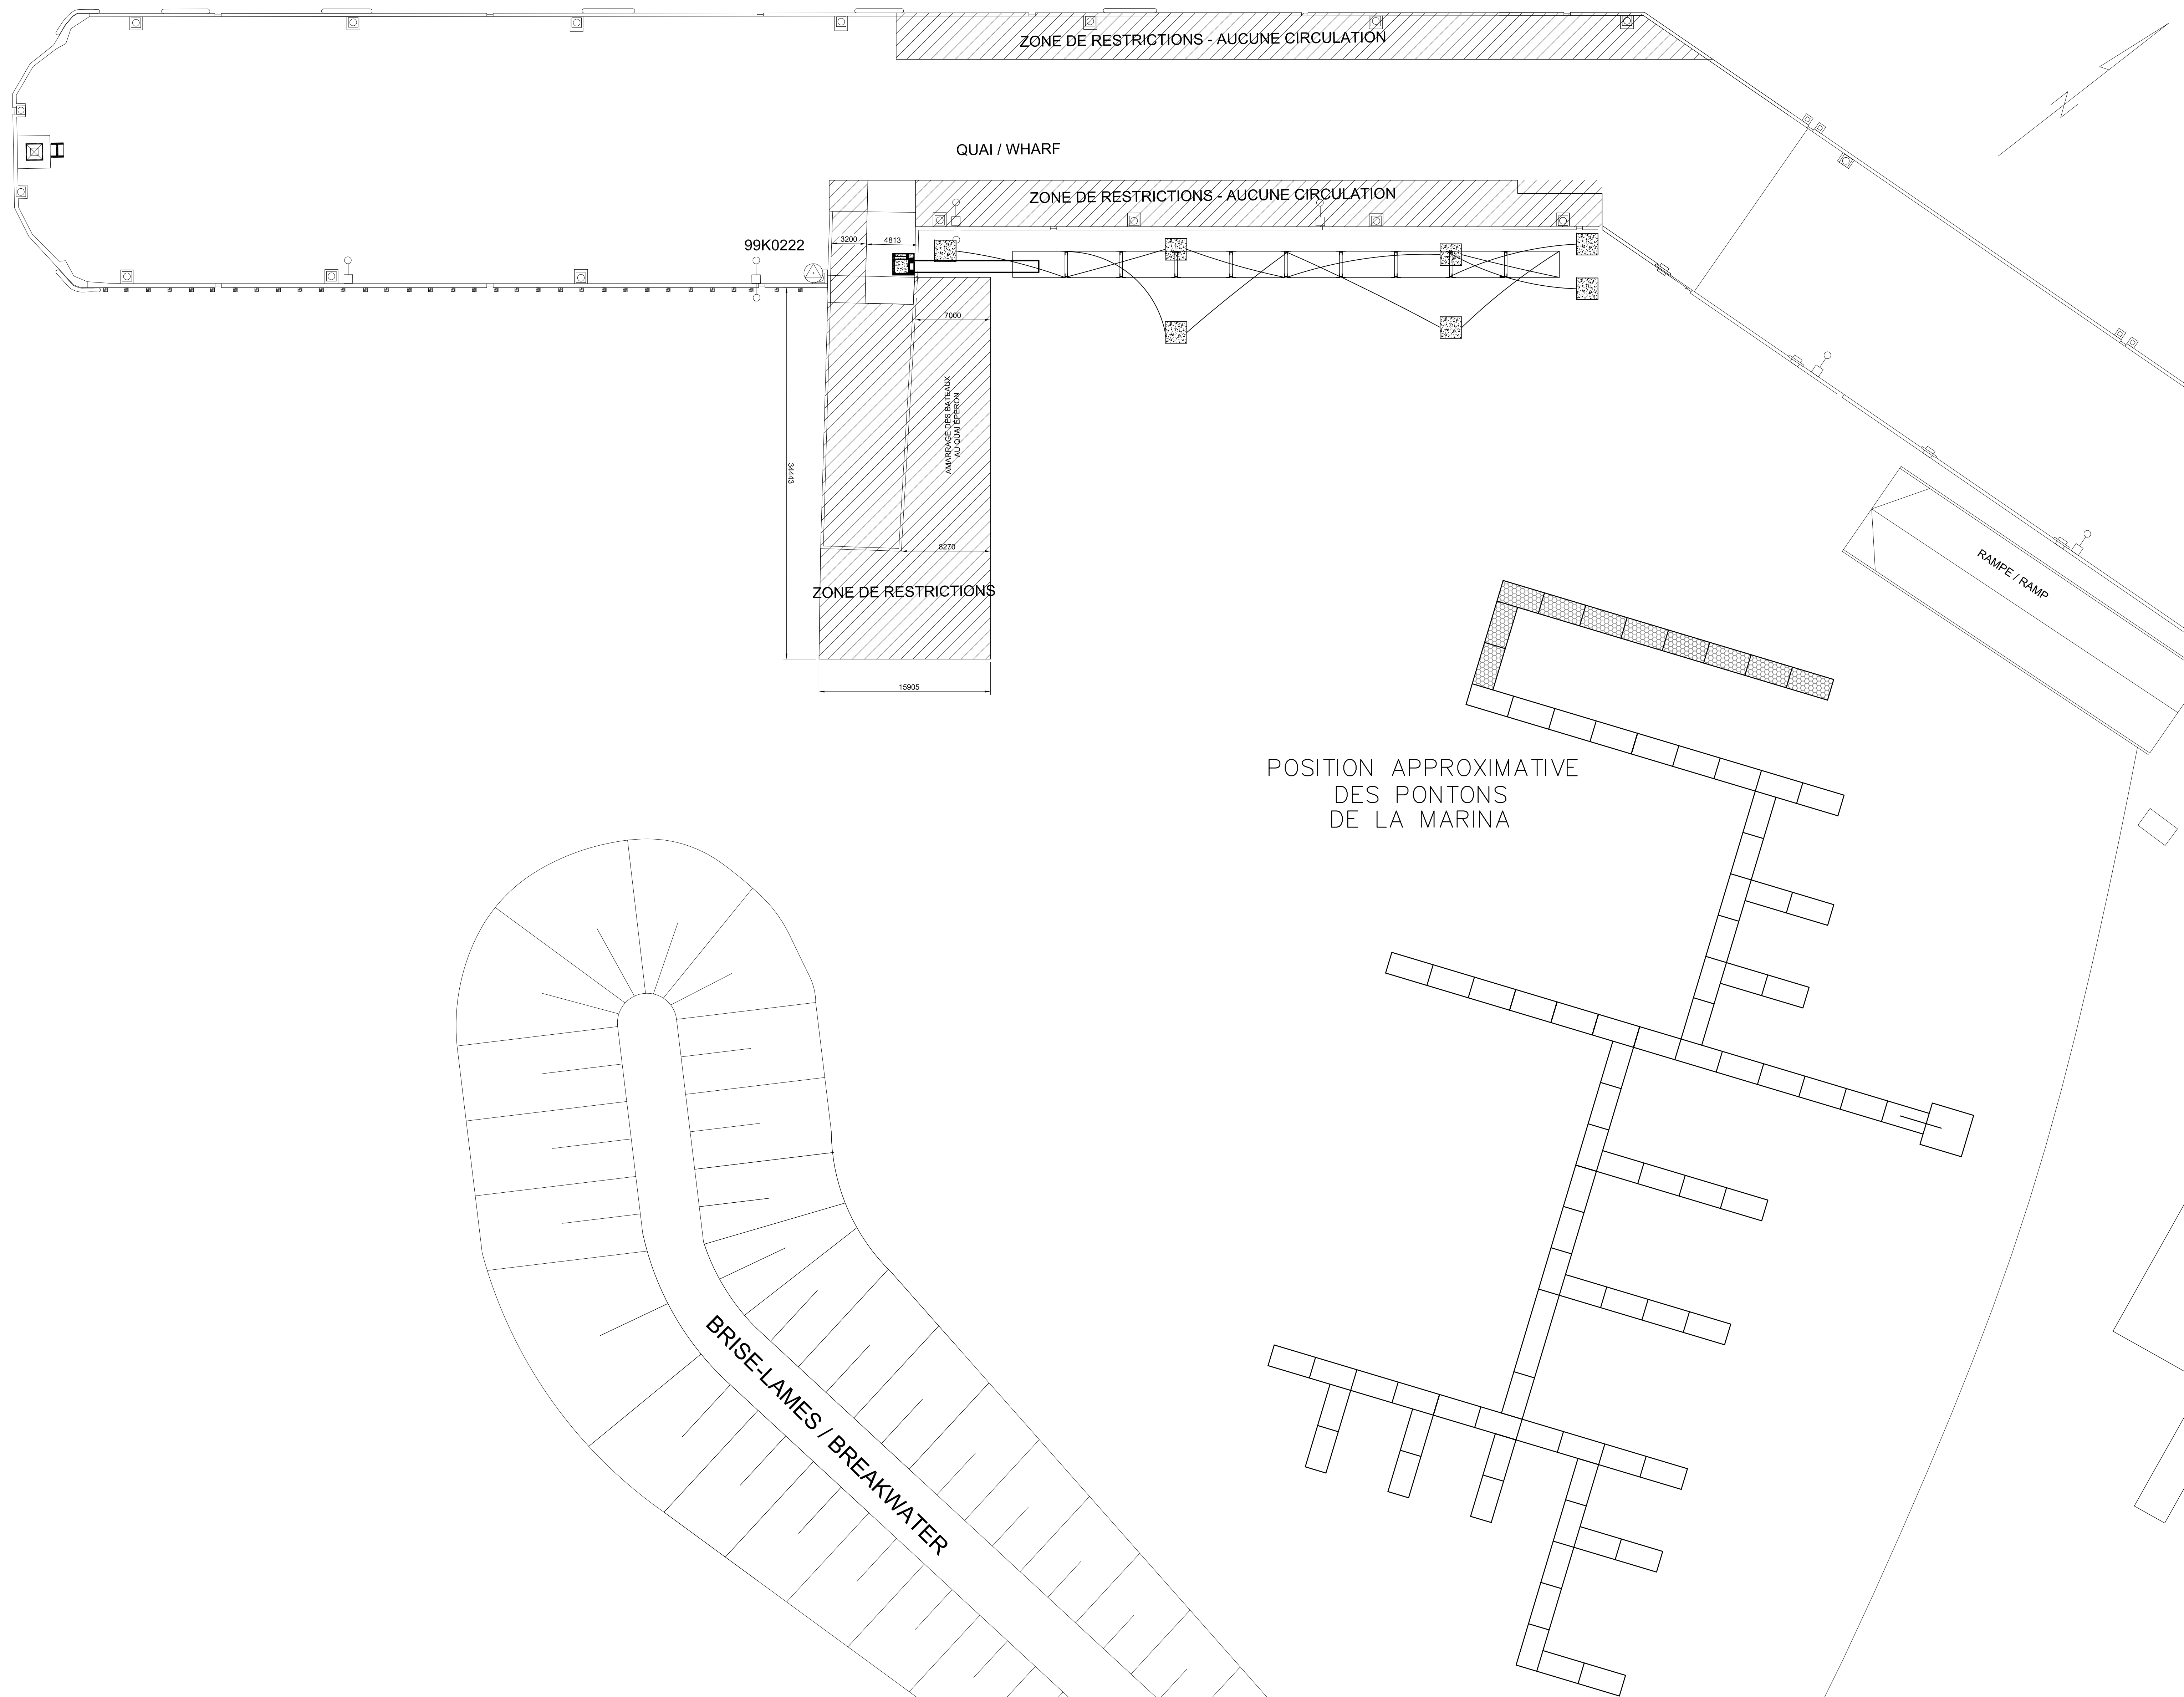 ZONE DE RESTRICTIONS - AUCUNE CIRCULATION
QUAI / WHARF
ZONE DE RESTRICTIONS - AUCUNE CIRCULATION
99K0222
3200
4813
7000
AMARRAGE DES BATEAUX
AU QUAI ÉPERON
34443
8270
ZONE DE RESTRICTIONS
15905
RAMPE / RAMP
POSITION APPROXIMATIVE
DES PONTONS
DE LA MARINA
BRISE-LAMES / BREAKWATER